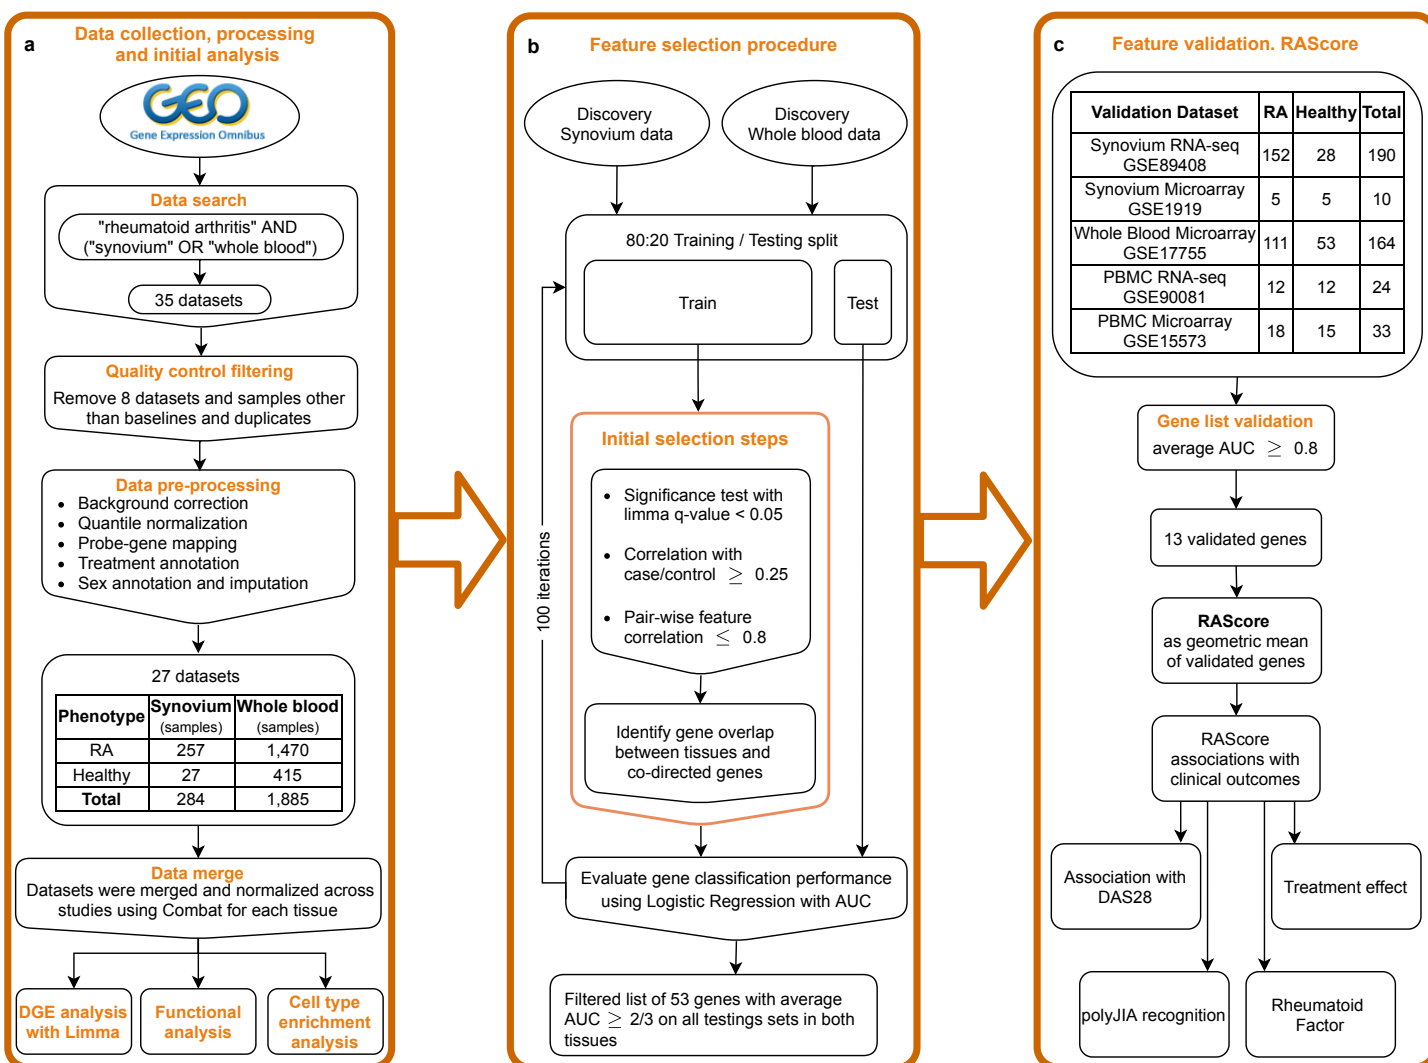 a
Data collection, processing
and initial analysis
GEO
Gene Expression Omnibus
Data search
"rheumatoid arthritis" AND
("synovium" OR "whole blood")
35 datasets
Quality control filtering
Remove 8 datasets and samples other
than baselines and duplicates
Data pre-processing
• Background correction
• Quantile normalization
• Probe-gene mapping
• Treatment annotation
• Sex annotation and imputation
27 datasets
Phenotype Synovium (samples) Whole blood (samples)
RA 257 1,470
Healthy 27 415
Total 284 1,885
Data merge
Datasets were merged and normalized across
studies using Combat for each tissue
DGE analysis
with Limma
Functional
analysis
Cell type
enrichment
analysis
b
Feature selection procedure
Discovery
Synovium data
Discovery
Whole blood data
80:20 Training / Testing split
Train
Test
100 iterations
Initial selection steps
• Significance test with
limma q-value < 0.05
• Correlation with
case/control ≥ 0.25
• Pair-wise feature
correlation ≤ 0.8
Identify gene overlap
between tissues and
co-directed genes
Evaluate gene classification performance
using Logistic Regression with AUC
Filtered list of 53 genes with average
AUC ≥ 2/3 on all testings sets in both
tissues
c
Feature validation. RAScore
Validation Dataset RA Healthy Total
Synovium RNA-seq
GSE89408 152 28 190
Synovium Microarray
GSE1919 5 5 10
Whole Blood Microarray
GSE17755 111 53 164
PBMC RNA-seq
GSE90081 12 12 24
PBMC Microarray
GSE15573 18 15 33
Gene list validation
average AUC ≥ 0.8
13 validated genes
RAScore
as geometric mean
of validated genes
RAScore
associations with
clinical outcomes
Association with
DAS28
Treatment effect
polyJIA recognition
Rheumatoid
Factor